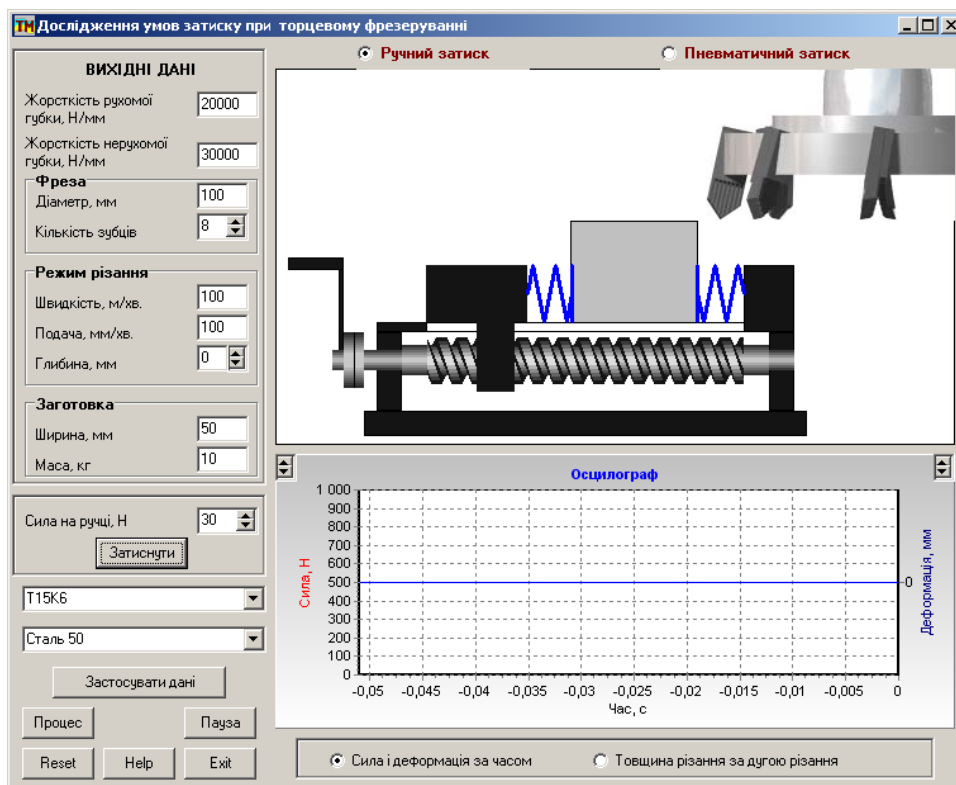 ТМ Дослідження умов затиску при торцевому фрезеруванні
ВИХІДНІ ДАНІ
Жорсткість рухомої
губки, Н/мм
20000
Жорсткість нерухомої
губки, Н/мм
30000
Фреза
Діаметр, мм
100
Кількість зубців
8
Режим різання
Швидкість, м/хв.
100
Подача, мм/хв.
100
Глибина, мм
0
Заготовка
Ширина, мм
50
Маса, кг
10
Сила на ручці, Н
30
Затиснути
Т15К6
Сталь 50
Застосувати дані
Процес
Пауза
Reset
Help
Exit
Ручний затиск
Пневматичний затиск
Осцилограф
Сила, Н
1 000
900
800
700
600
500
400
300
200
100
0
0
Деформація, мм
-0,05 -0,045 -0,04 -0,035 -0,03 -0,025 -0,02 -0,015 -0,01 -0,005 0
Час, с
Сила і деформація за часом
Товщина різання за дугою різання